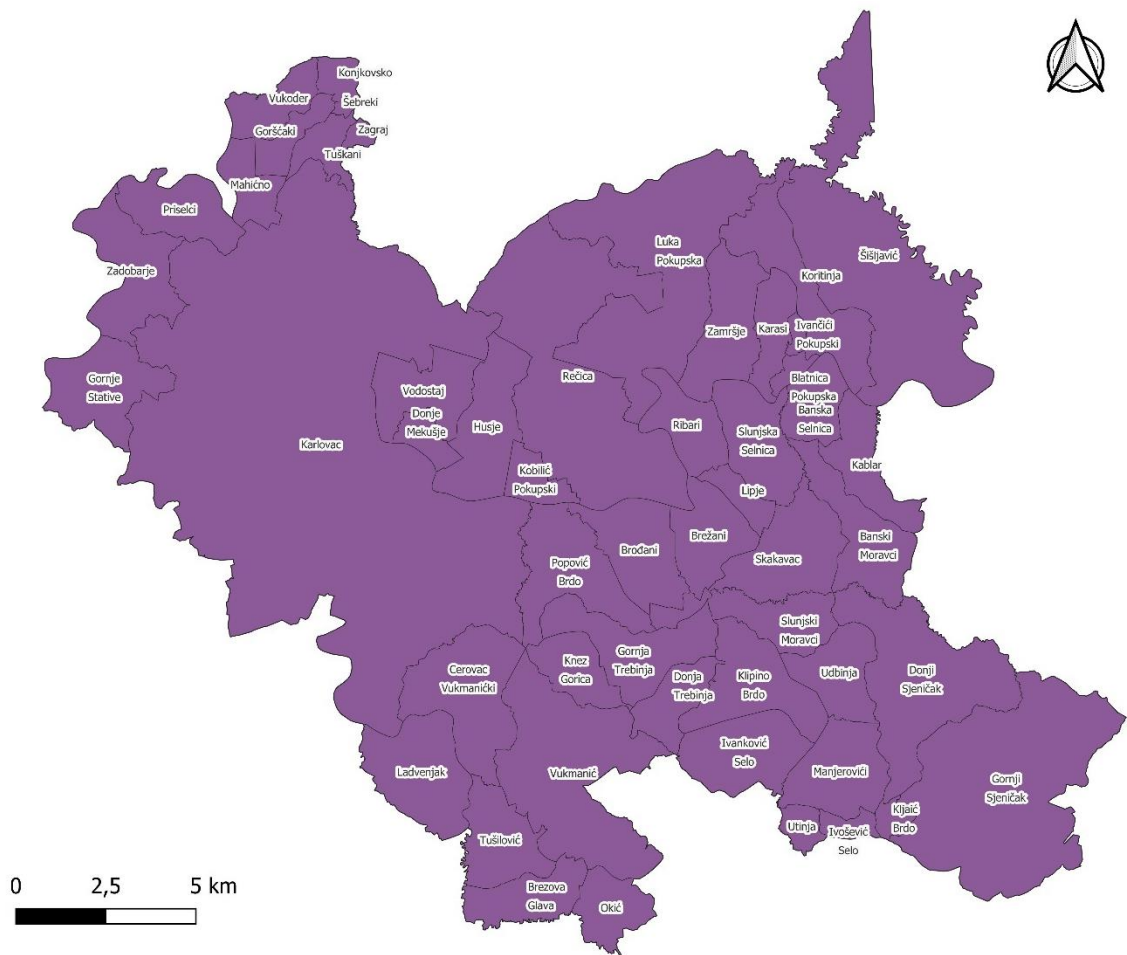 Konjkovsko
Vukoder
Šebreki
Goršćaki
Zagraj
Tuškani
Mahićno
Priselci
Zadobarje
Gornje
Stative
Karlovac
Vodostaj
Donje
Mekušje
Husje
Kobilić
Pokupski
Rečica
Luka
Pokupska
Šišljavić
Koritinja
Zamršje
Karasi
Ivančići
Pokupski
Blatnica
Pokupska
Banska
Selnica
Ribari
Slunjska
Selnica
Kablar
Lipje
Brežani
Brođani
Skakavac
Banski
Moravci
Popović
Brdo
Slunjski
Moravci
Gornja
Trebinja
Knez
Gorica
Cerovac
Vukmanićki
Donja
Trebinja
Klipino
Brdo
Udbinja
Donji
Sjeničak
Ivanković
Selo
Manjerovići
Gornji
Sjeničak
Ladvenjak
Vukmanić
Kljaić
Brdo
Utinja
Ivošević
Selo
Tušilović
Brezova
Glava
Okić
0 2,5 5 km